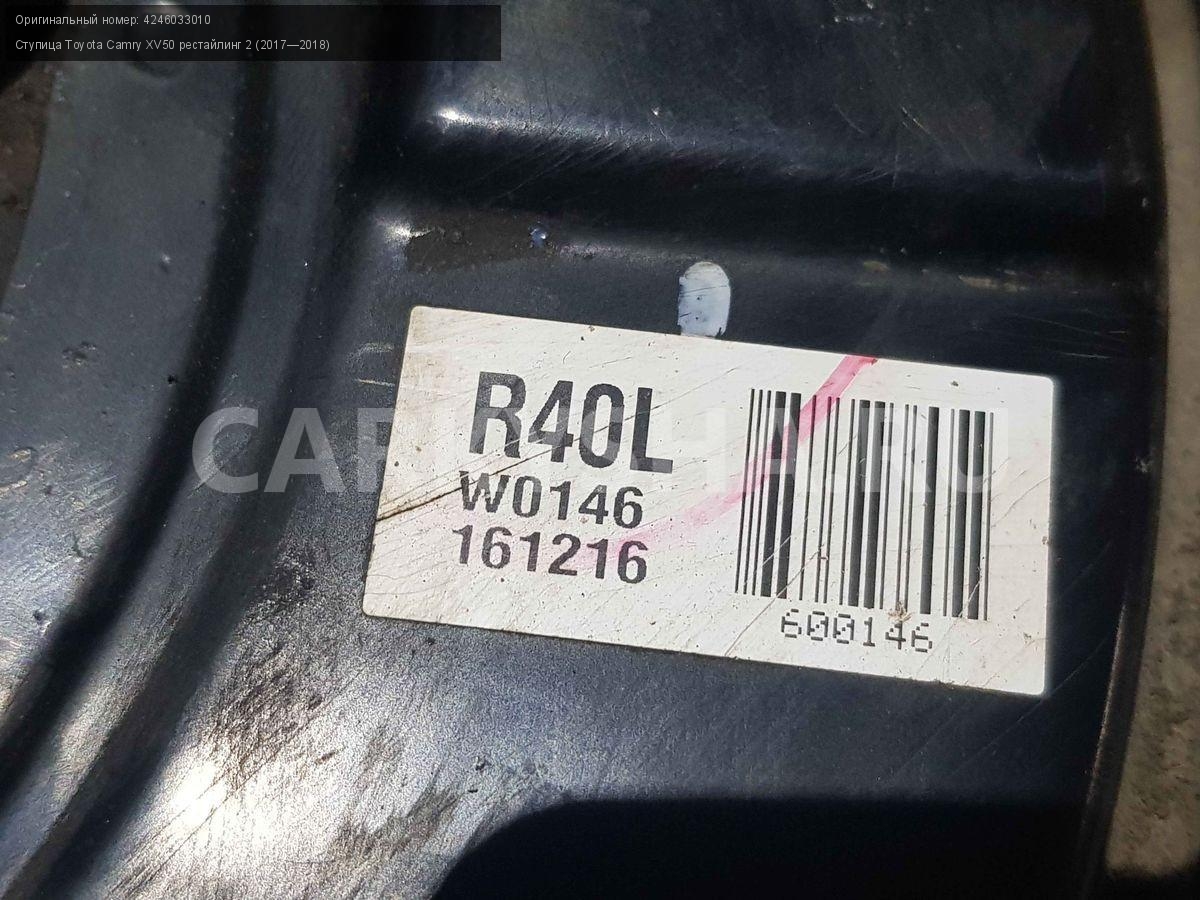 Оригинальный номер: 4246033010
Ступица Toyota Camry XV50 рестайлинг 2 (2017—2018)
R40L
W0146
161216
600146